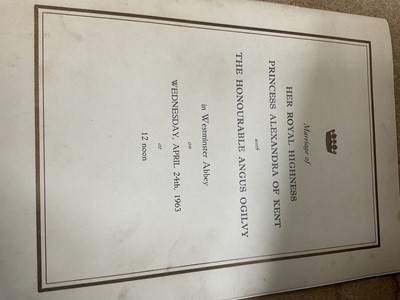 Marriage of
HER ROYAL HIGHNESS
PRINCESS ALEXANDRA OF KENT
with
THE HONOURABLE ANGUS OGILVY
in Westminster Abbey
on
WEDNESDAY, APRIL 24th, 1963
at
12 noon